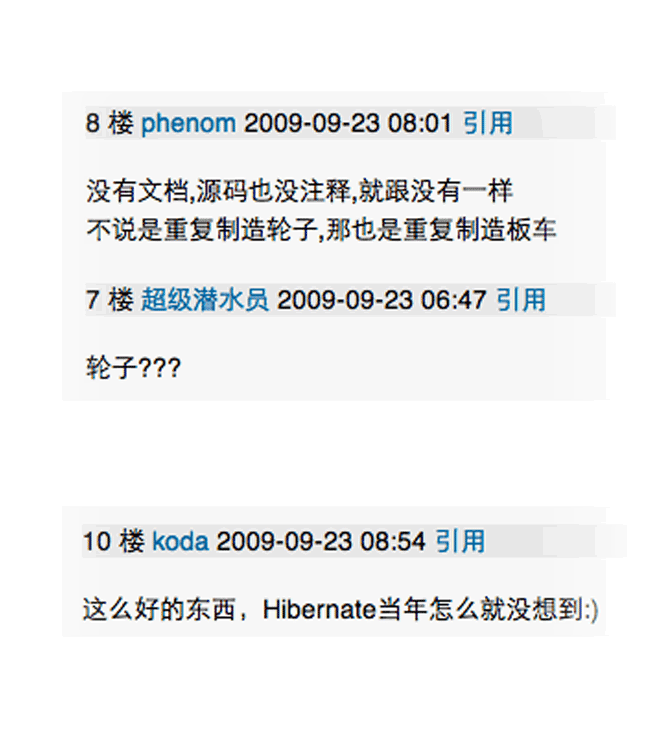 8 楼 phenom 2009-09-23 08:01 引用
没有文档,源码也没注释,就跟没有一样
不说是重复制造轮子,那也是重复制造板车
7 楼 超级潜水员 2009-09-23 06:47 引用
轮子???
10 楼 koda 2009-09-23 08:54 引用
这么好的东西，Hibernate当年怎么就没想到:)